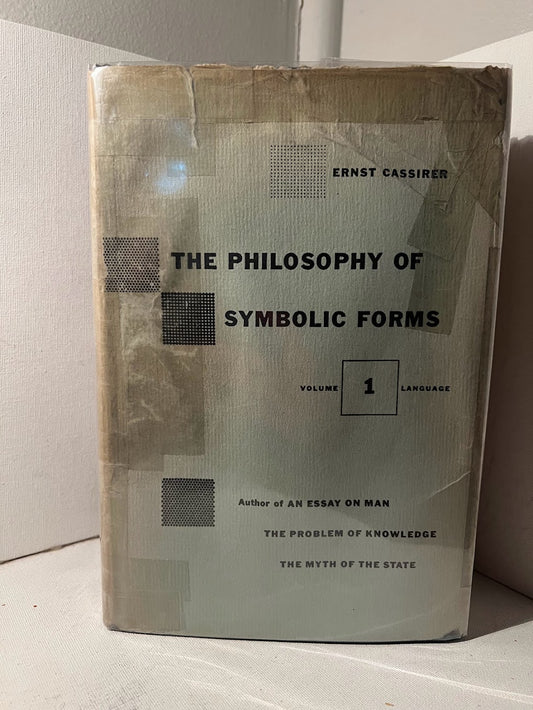 ERNST CASSIRER
THE PHILOSOPHY OF
SYMBOLIC FORMS
VOLUME 1 LANGUAGE
Author of AN ESSAY ON MAN
THE PROBLEM OF KNOWLEDGE
THE MYTH OF THE STATE